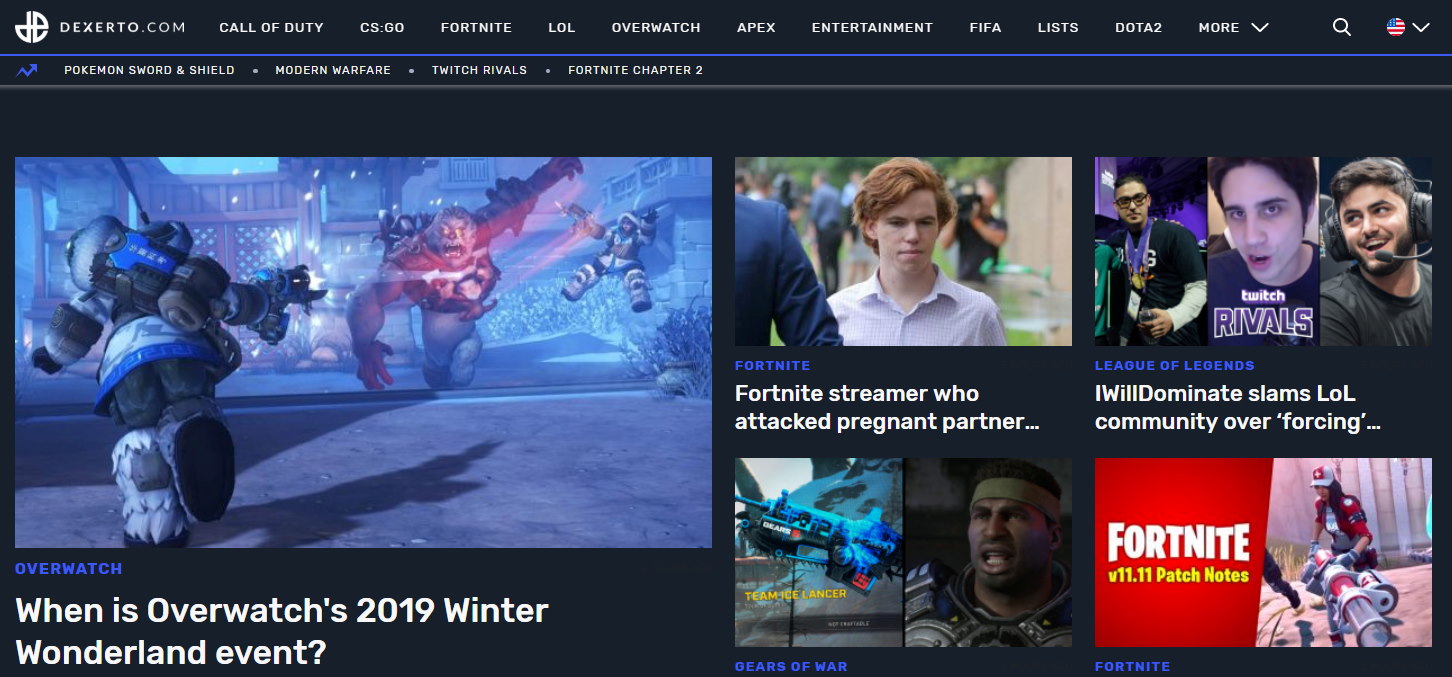 DEXERTO.COM CALL OF DUTY CS:GO FORTNITE LOL OVERWATCH APEX ENTERTAINMENT FIFA LISTS DOTA2 MORE
POKEMON SWORD & SHIELD • MODERN WARFARE • TWITCH RIVALS • FORTNITE CHAPTER 2
OVERWATCH
When is Overwatch's 2019 Winter
Wonderland event?
FORTNITE
Fortnite streamer who
attacked pregnant partner...
twitch
RIVALS
LEAGUE OF LEGENDS
IWillDominate slams LoL
community over ‘forcing’...
GEARS
TEAM ICE LANCER
NOT CRAFTABLE
GEARS OF WAR
FORTNITE
v11.11 Patch Notes
FORTNITE